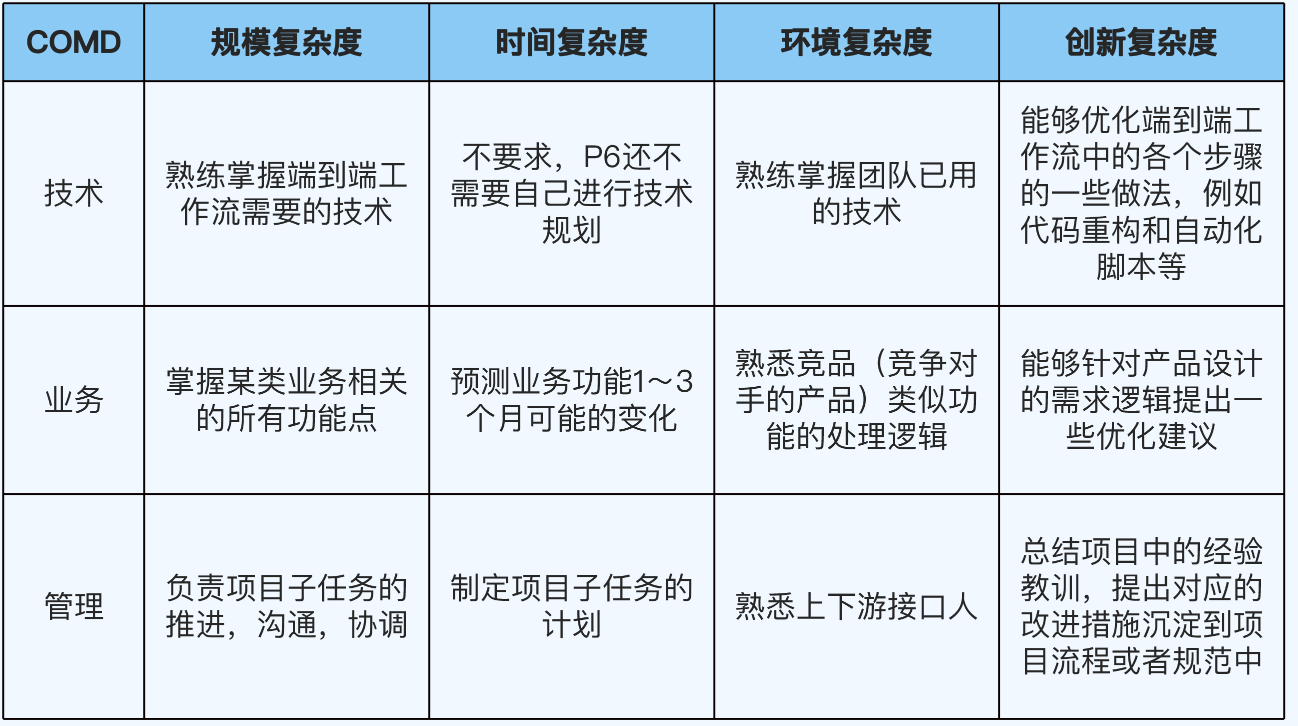 COMD
规模复杂度
时间复杂度
环境复杂度
创新复杂度
技术
熟练掌握端到端工
作流需要的技术
不要求，P6还不
需要自己进行技术
规划
熟练掌握团队已用
的技术
能够优化端到端工
作流中的各个步骤
的一些做法，例如
代码重构和自动化
脚本等
业务
掌握某类业务相关
的所有功能点
预测业务功能1～3
个月可能的变化
熟悉竞品（竞争对
手的产品）类似功
能的处理逻辑
能够针对产品设计
的需求逻辑提出一
些优化建议
管理
负责项目子任务的
推进，沟通，协调
制定项目子任务的
计划
熟悉上下游接口人
总结项目中的经验
教训，提出对应的
改进措施沉淀到项
目流程或者规范中